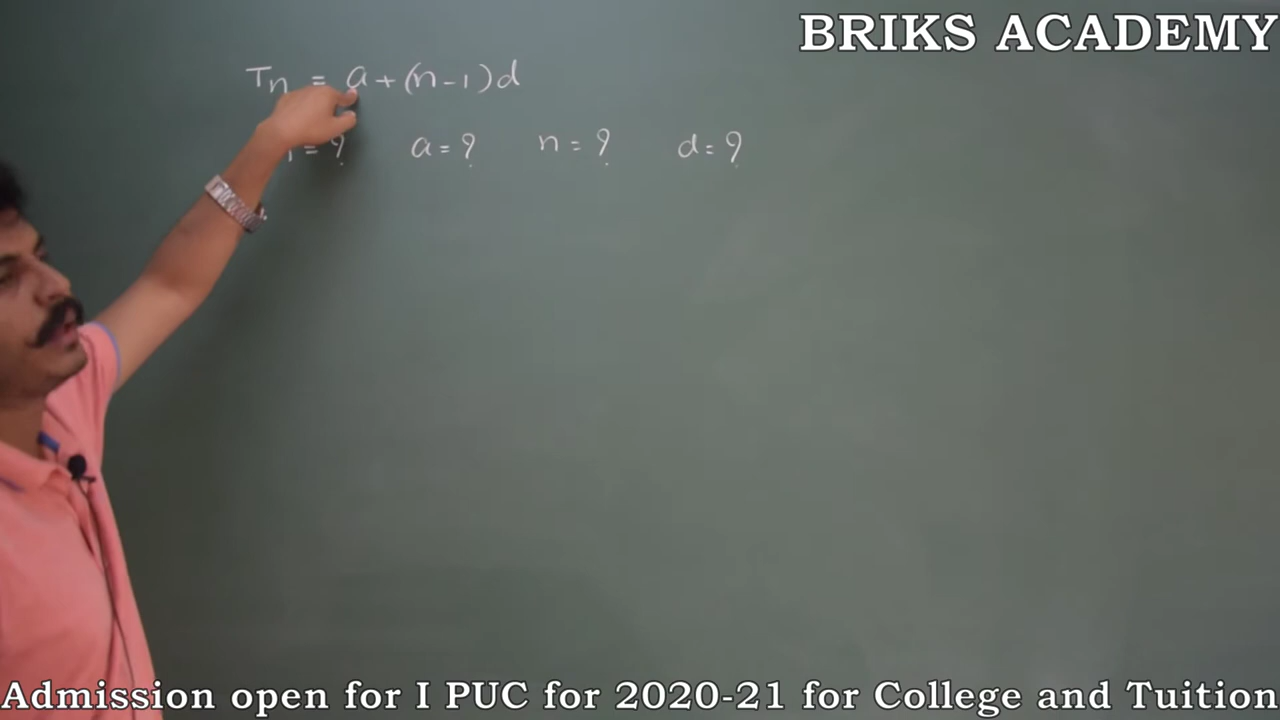 BRIKS ACADEMY
Tn = a + (n-1)d
= ? a = ? n = ? d = ?
Admission open for I PUC for 2020-21 for College and Tuition